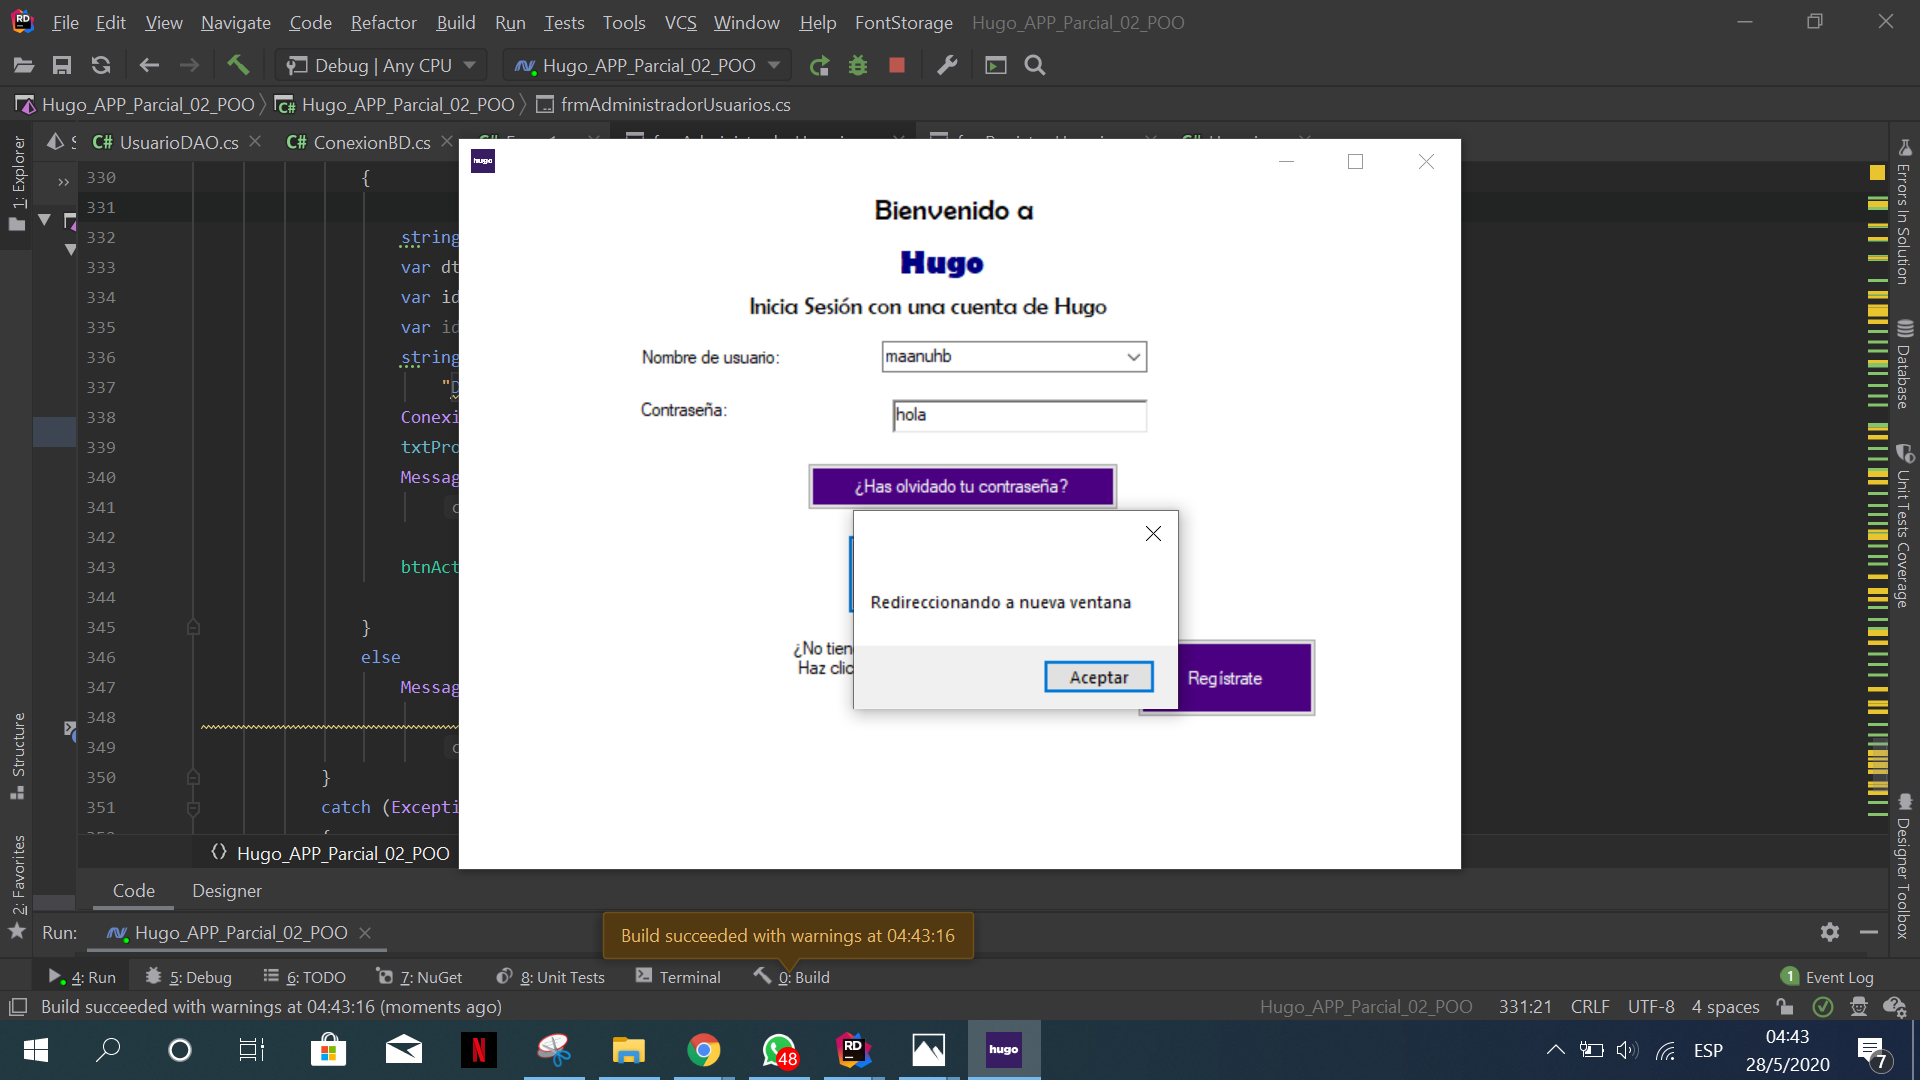 File Edit View Navigate Code Refactor Build Run Tests Tools VCS Window Help FontStorage Hugo_APP_Parcial_02_POO
Debug | Any CPU Hugo_APP_Parcial_02_POO
Hugo_APP_Parcial_02_POO Hugo_APP_Parcial_02_POO frmAdministradorUsuarios.cs
C# UsuarioDAO.cs C# ConexionBD.cs
1: Explorer
Structure
2: Favorites
330 {
331
332 string
333 var dt
334 var id
335 var id
336 string
337 "D
338 Conexi
339 txtPro
340 Messag
341 c
342
343 btnAct
344
345 }
346 else
347 Messag
348
349 c
350 }
351 catch (Excepti
hugo
Bienvenido a
Hugo
Inicia Sesión con una cuenta de Hugo
Nombre de usuario: maanuhb
Contraseña: hola
¿Has olvidado tu contraseña?
Redireccionando a nueva ventana
Aceptar
¿No tien
Haz clic
Registrate
Errors In Solution
Database
Unit Tests Coverage
Designer Toolbox
Hugo_APP_Parcial_02_POO
Code Designer
Run: Hugo_APP_Parcial_02_POO
Build succeeded with warnings at 04:43:16
4: Run 5: Debug 6: TODO 7: NuGet 8: Unit Tests Terminal 0: Build 1 Event Log
Build succeeded with warnings at 04:43:16 (moments ago) Hugo_APP_Parcial_02_POO 331:21 CRLF UTF-8 4 spaces
N 48 RD hugo ESP 04:43
28/5/2020
7